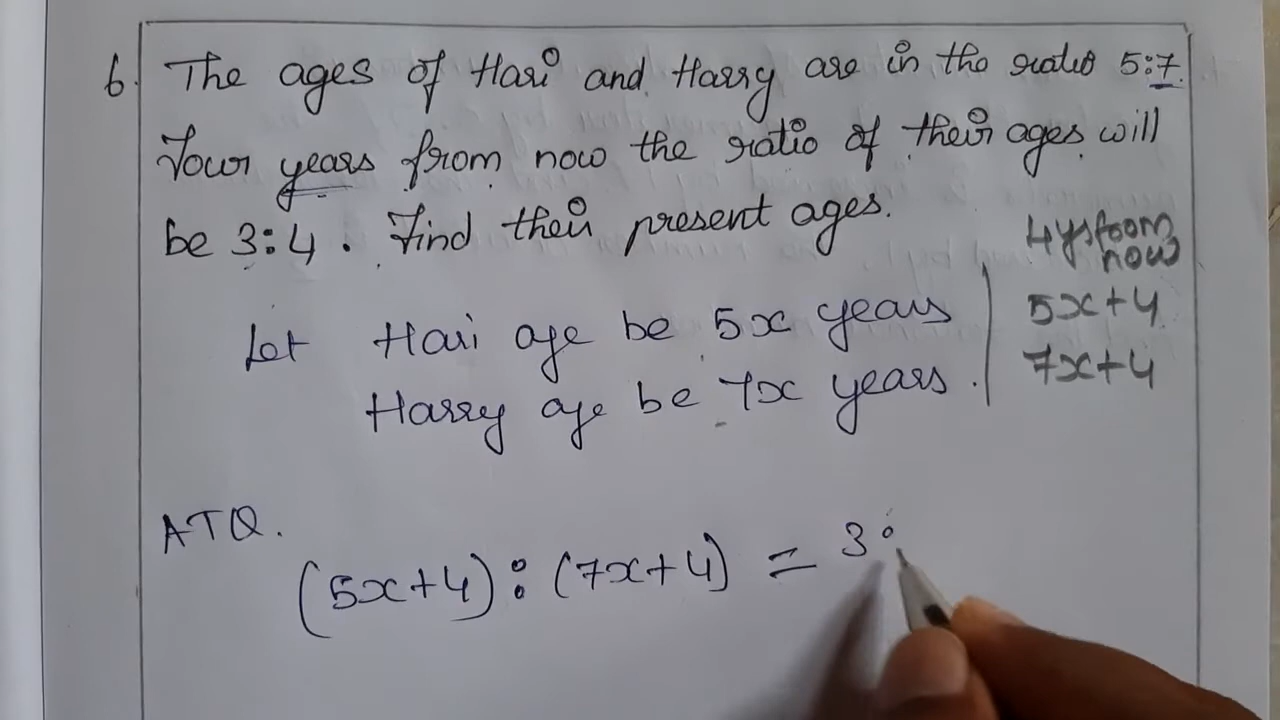 6. The ages of Hari and Harry are in the ratio 5:7.
Four years from now the ratio of their ages will
be 3:4. Find their present ages.
4ys from
now
Let Hari age be 5x years
5x+4
Harry age be 7x years.
7x+4
ATQ.
(5x+4):(7x+4) = 3: